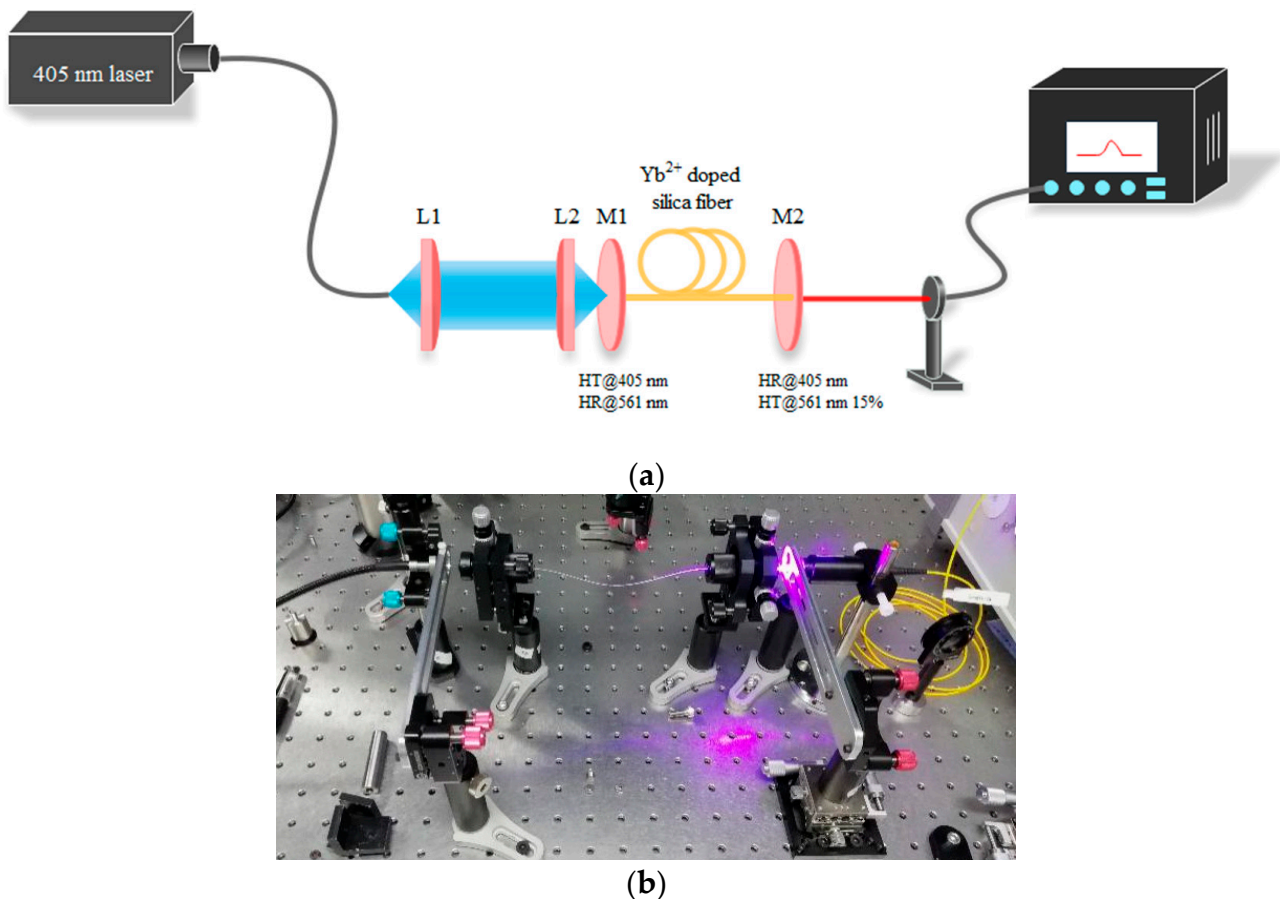 405 nm laser
Yb²⁺ doped
silica fiber
L1
L2
M1
M2
HT@405 nm
HR@561 nm
HR@405 nm
HT@561 nm 15%
(a)
(b)